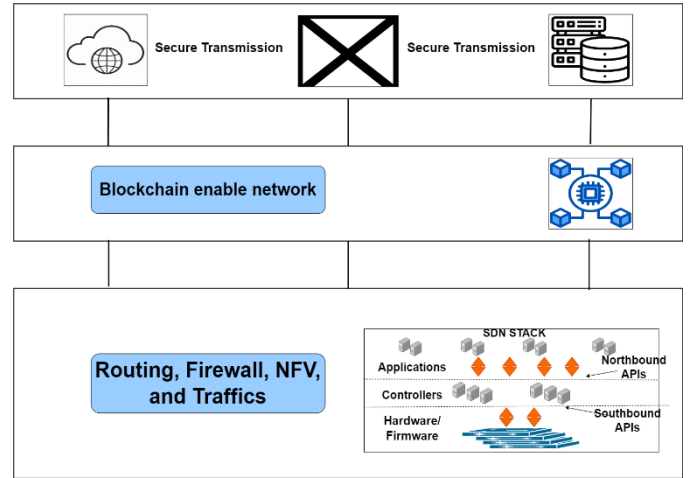 Secure Transmission
Secure Transmission
Blockchain enable network
Routing, Firewall, NFV,
and Traffics
SDN STACK
Applications
Northbound
APIs
Controllers
Southbound
APIs
Hardware/
Firmware